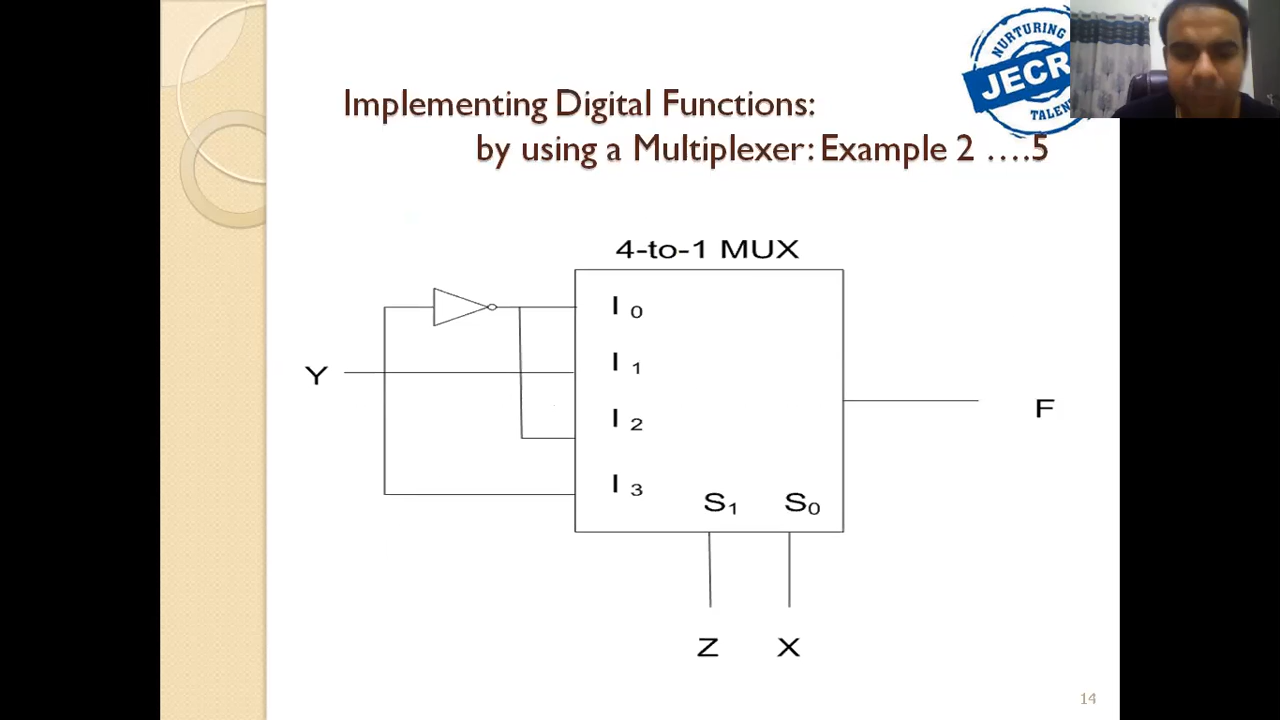 NURTURING
JECR
TALEN
Implementing Digital Functions:
by using a Multiplexer: Example 2 ….5
4-to-1 MUX
I 0
I 1
Y
I 2
F
I 3
S1 S0
Z X
14